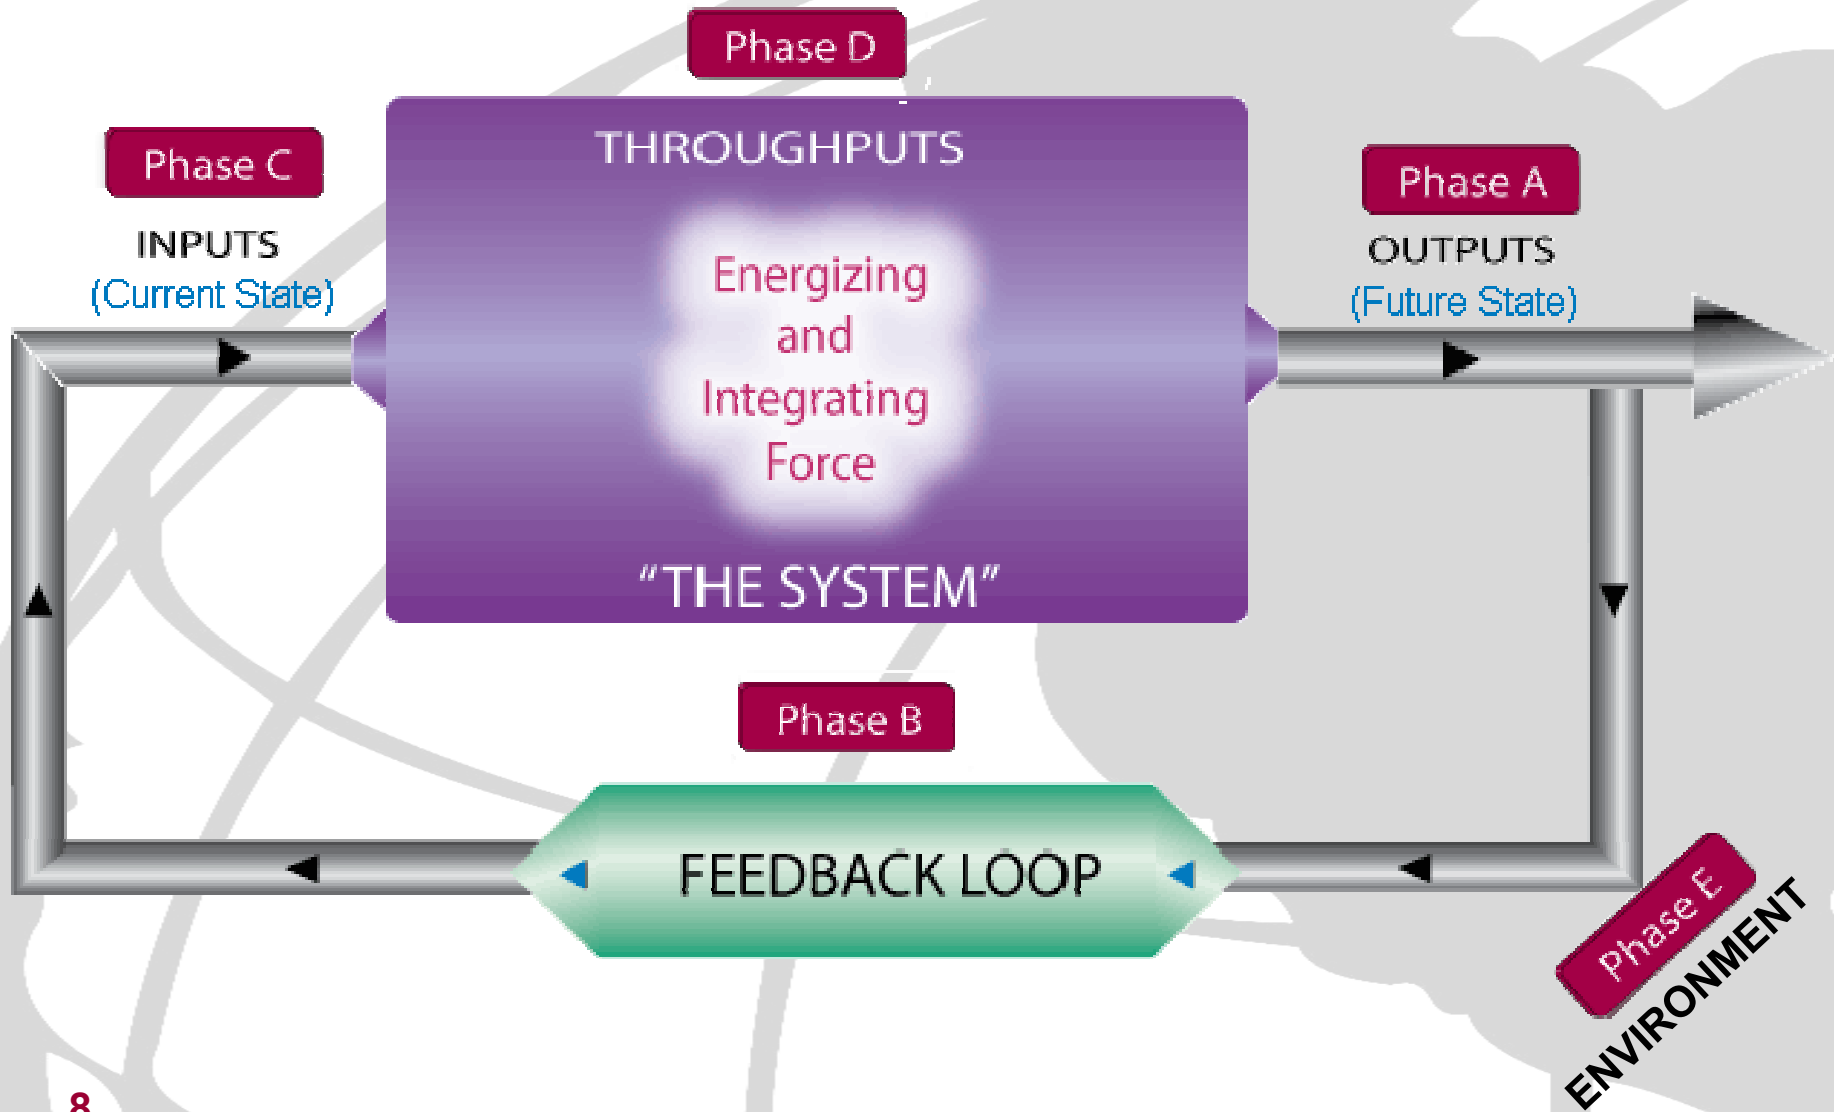 Phase D
THROUGHPUTS
Phase C
INPUTS
(Current State)
Phase A
OUTPUTS
(Future State)
Energizing
and
Integrating
Force
“THE SYSTEM”
Phase B
FEEDBACK LOOP
Phase E
ENVIRONMENT
8